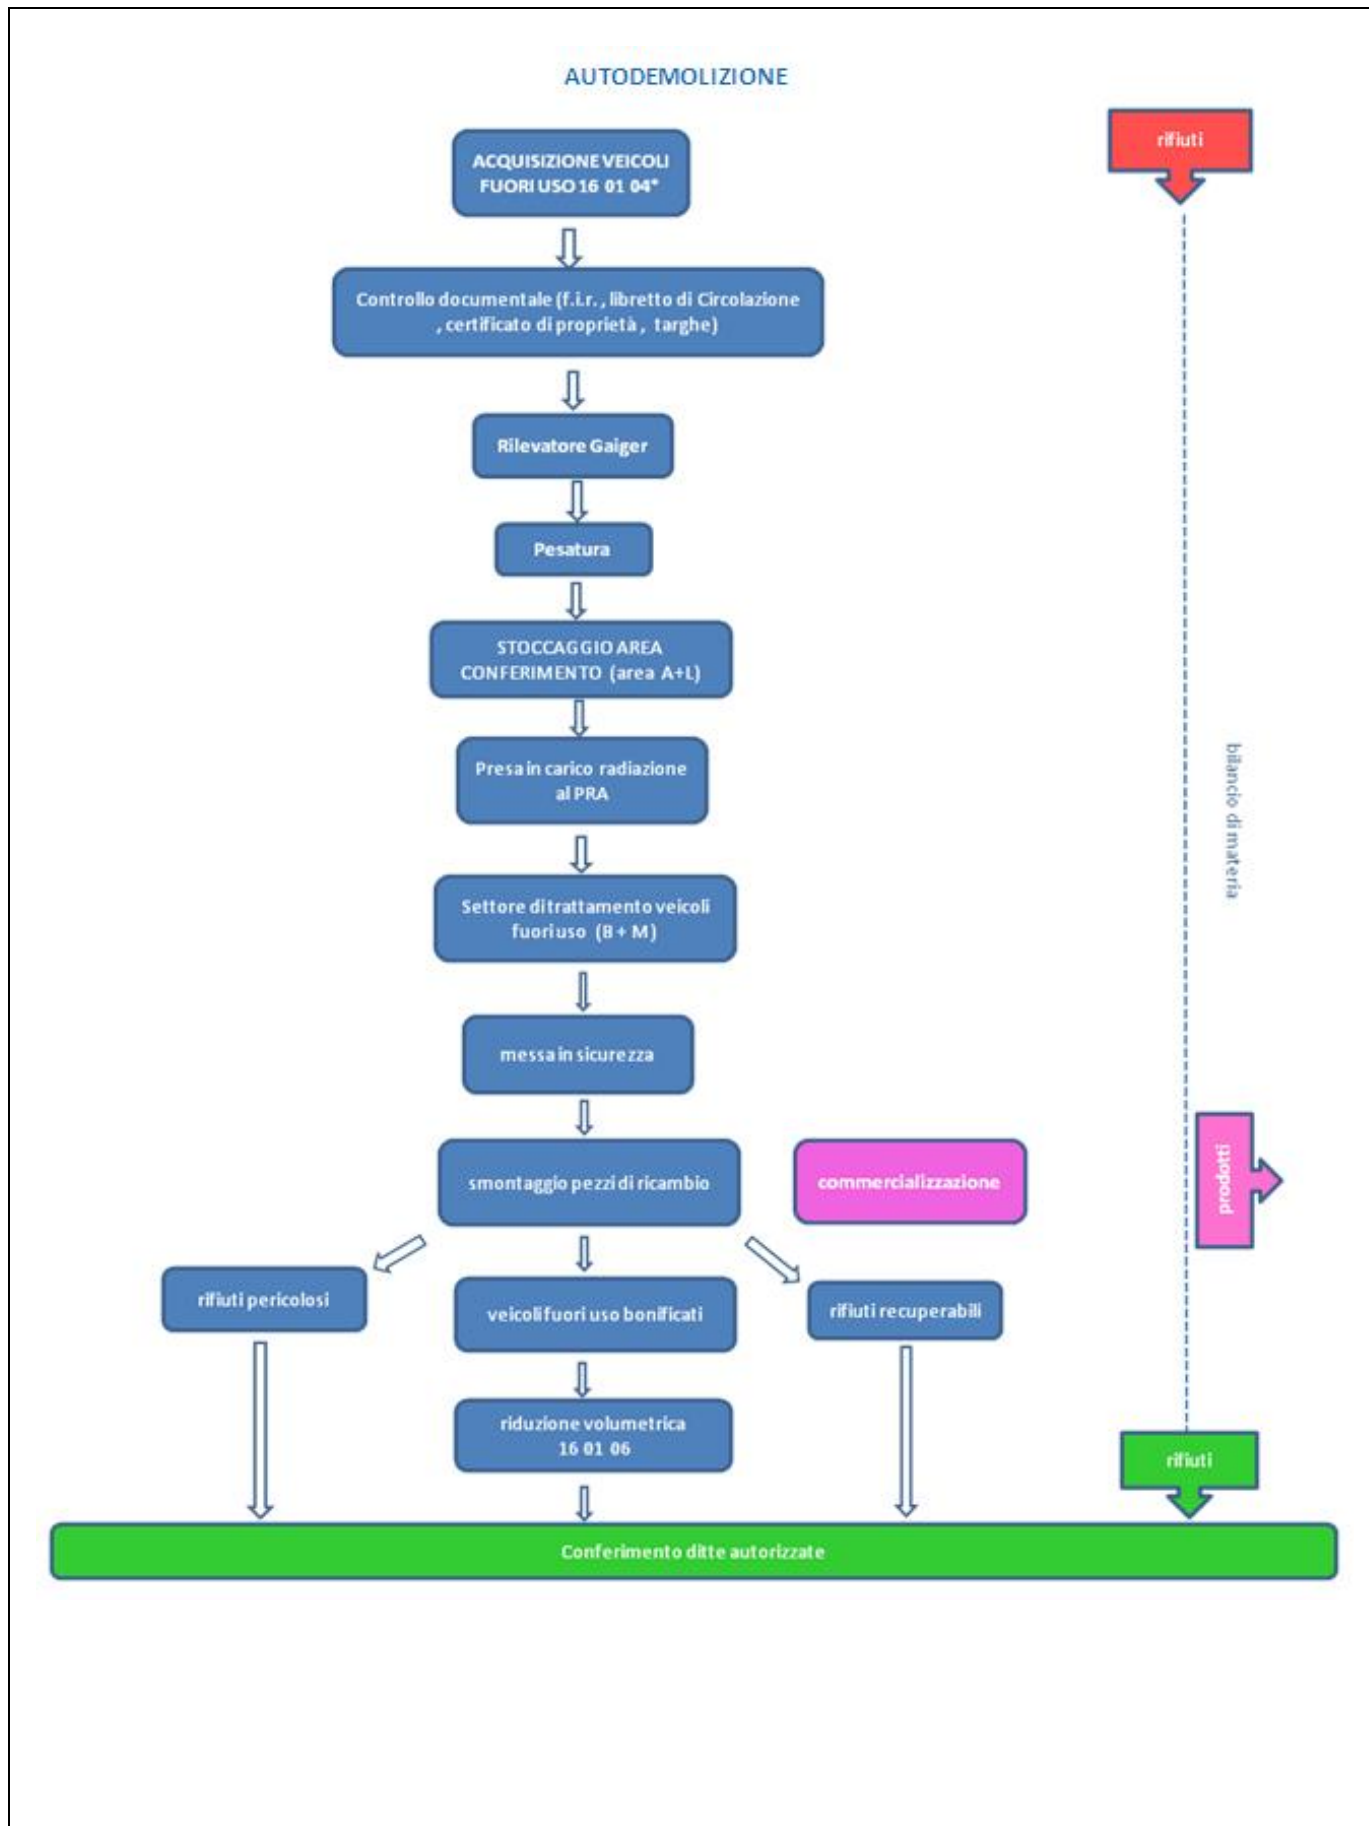 AUTODEMOLIZIONE
rifiuti
ACQUISIZIONE VEICOLI
FUORI USO 16 01 04*
Controllo documentale (f.i.r. , libretto di Circolazione
, certificato di proprietà , targhe)
Rilevatore Gaiger
Pesatura
STOCCAGGIO AREA
CONFERIMENTO (area A+L)
Presa in carico radiazione
al PRA
bilancio di materia
Settore di trattamento veicoli
fuori uso (B + M)
messa in sicurezza
smontaggio pezzi di ricambio
commercializzazione
prodotti
rifiuti pericolosi
veicoli fuori uso bonificati
rifiuti recuperabili
riduzione volumetrica
16 01 06
rifiuti
Conferimento ditte autorizzate